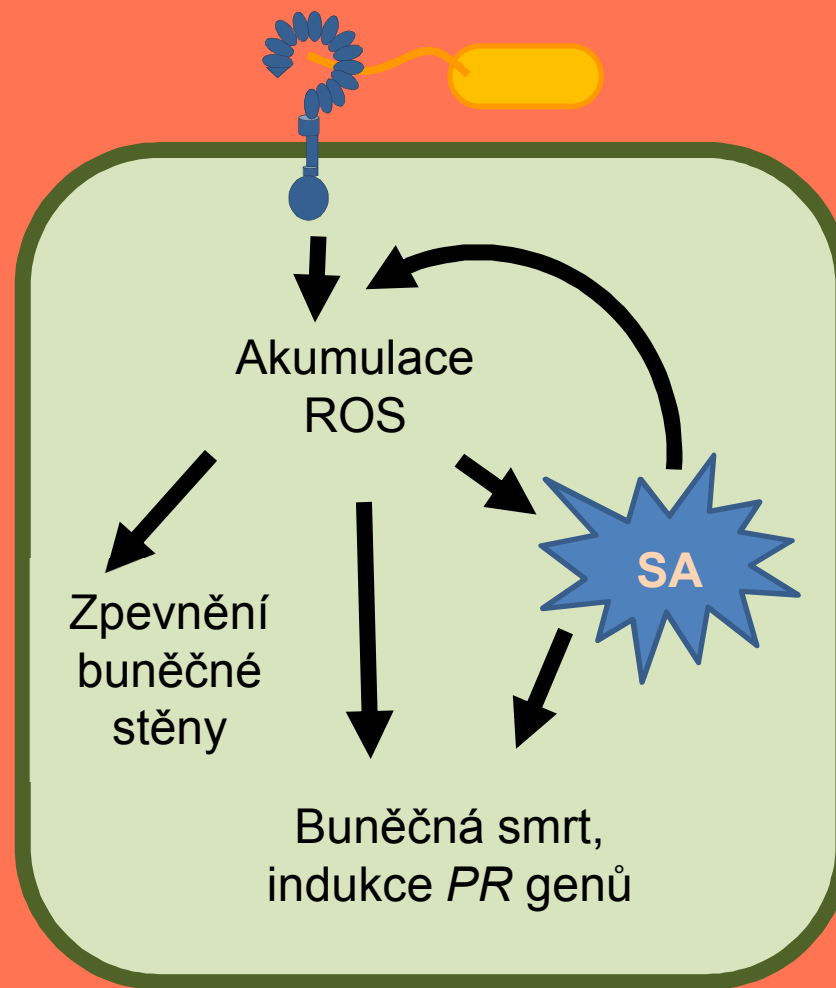 Akumulace
ROS
SA
Zpevnění
buněčné
stěny
Buněčná smrt,
indukce PR genů